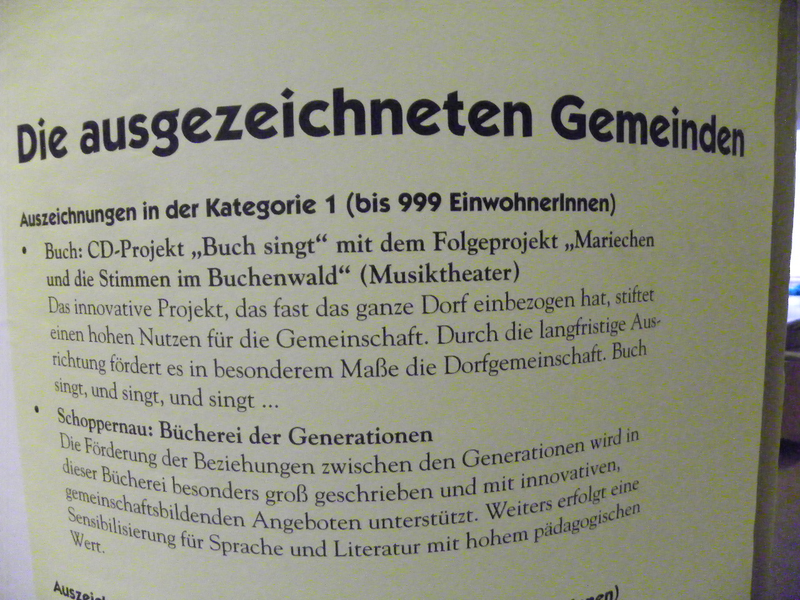 Die ausgezeichneten Gemeinden
Auszeichnungen in der Kategorie 1 (bis 999 EinwohnerInnen)
• Buch: CD-Projekt „Buch singt“ mit dem Folgeprojekt „Mariechen
und die Stimmen im Buchenwald“ (Musiktheater)
Das innovative Projekt, das fast das ganze Dorf einbezogen hat, stiftet
einen hohen Nutzen für die Gemeinschaft. Durch die langfristige Aus-
richtung fördert es in besonderem Maße die Dorfgemeinschaft. Buch
singt, und singt, und singt ...
• Schoppernau: Bücherei der Generationen
Die Förderung der Beziehungen zwischen den Generationen wird in
dieser Bücherei besonders groß geschrieben und mit innovativen,
gemeinschaftsbildenden Angeboten unterstützt. Weiters erfolgt eine
Sensibilisierung für Sprache und Literatur mit hohem pädagogischen
Wert.